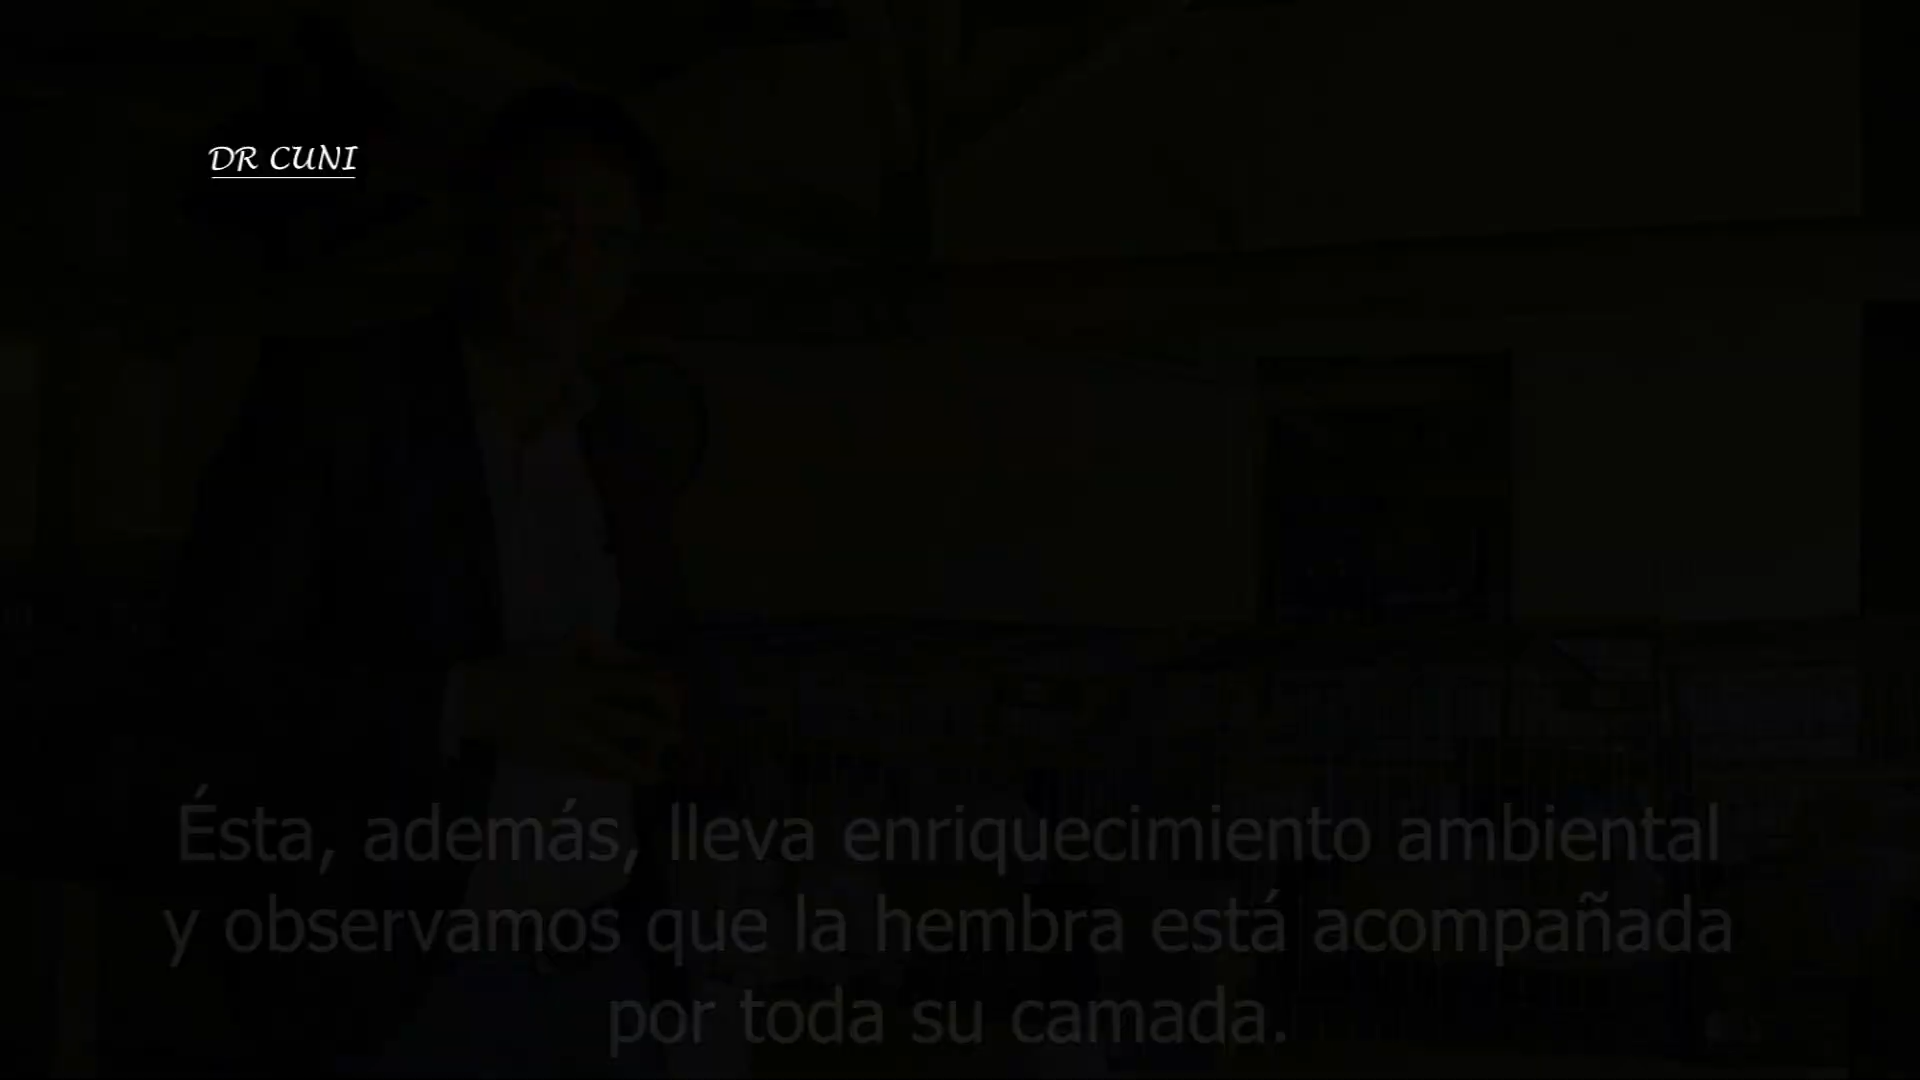 DR CUNI
Ésta, además, lleva enriquecimiento ambiental
y observamos que la hembra está acompañada
por toda su camada.